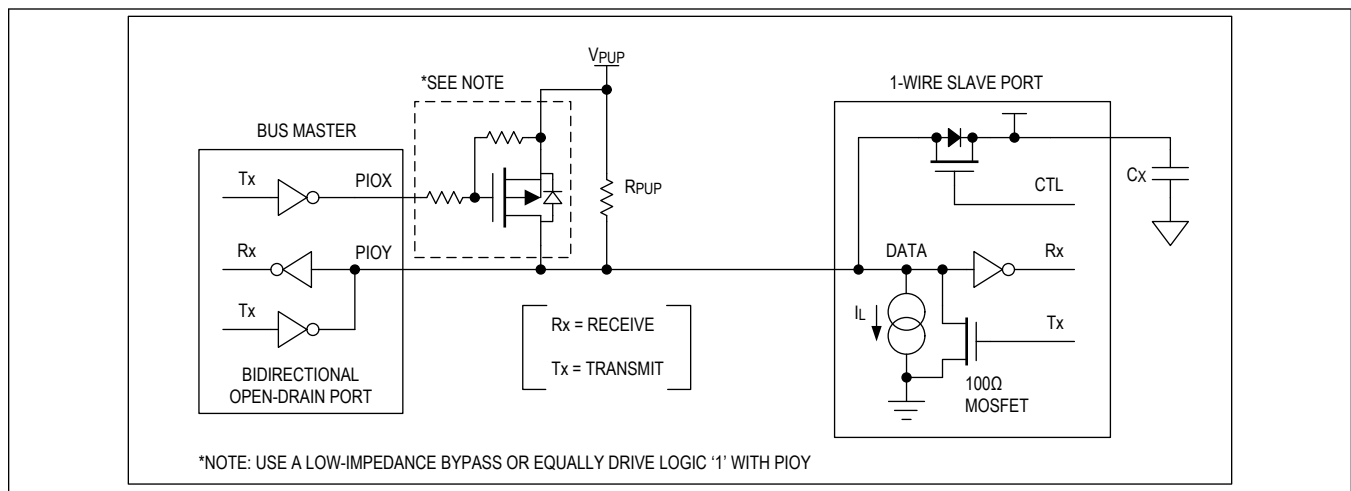 VPUP
*SEE NOTE
1-WIRE SLAVE PORT
BUS MASTER
Tx
PIOX
RPUP
CX
CTL
Rx
PIOY
DATA
Rx
Tx
IL
Tx
Rx = RECEIVE
Tx = TRANSMIT
BIDIRECTIONAL
OPEN-DRAIN PORT
100Ω
MOSFET
*NOTE: USE A LOW-IMPEDANCE BYPASS OR EQUALLY DRIVE LOGIC ‘1’ WITH PIOY